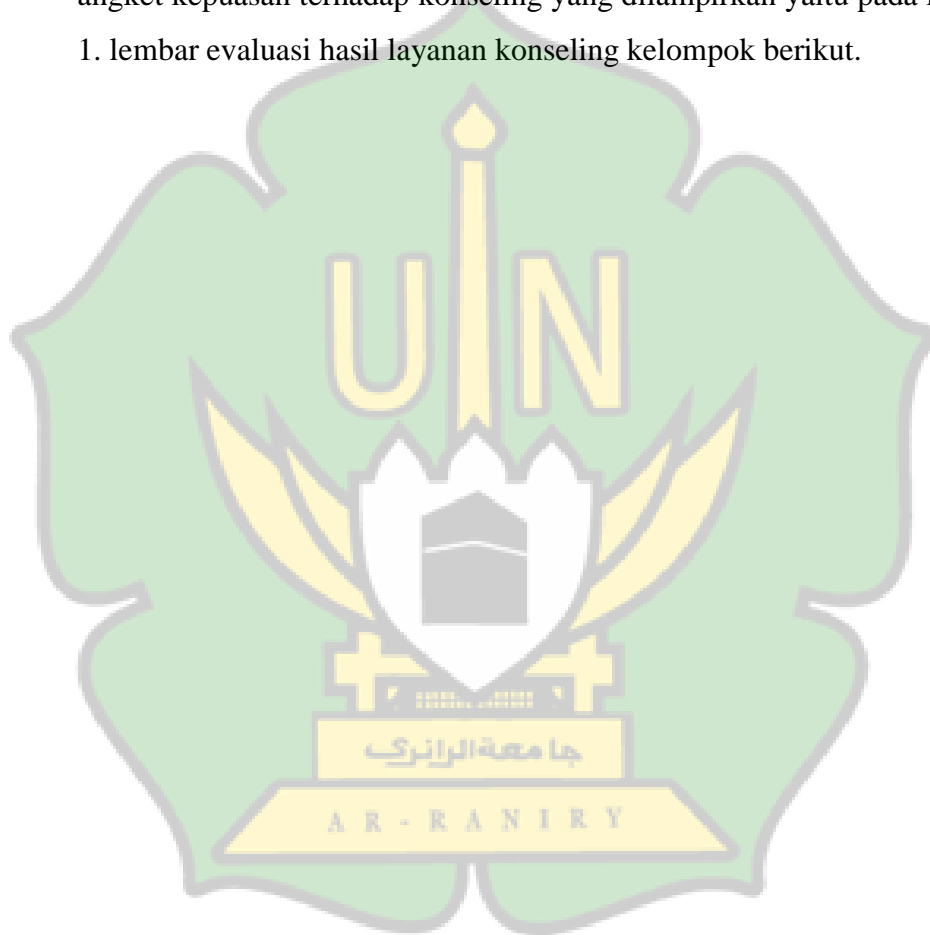 angket kepuasan terhadap konseling yang dilampirkan yaitu pada
1. lembar evaluasi hasil layanan konseling kelompok berikut.
UIN
جامعة الرانري
AR-RANIRY